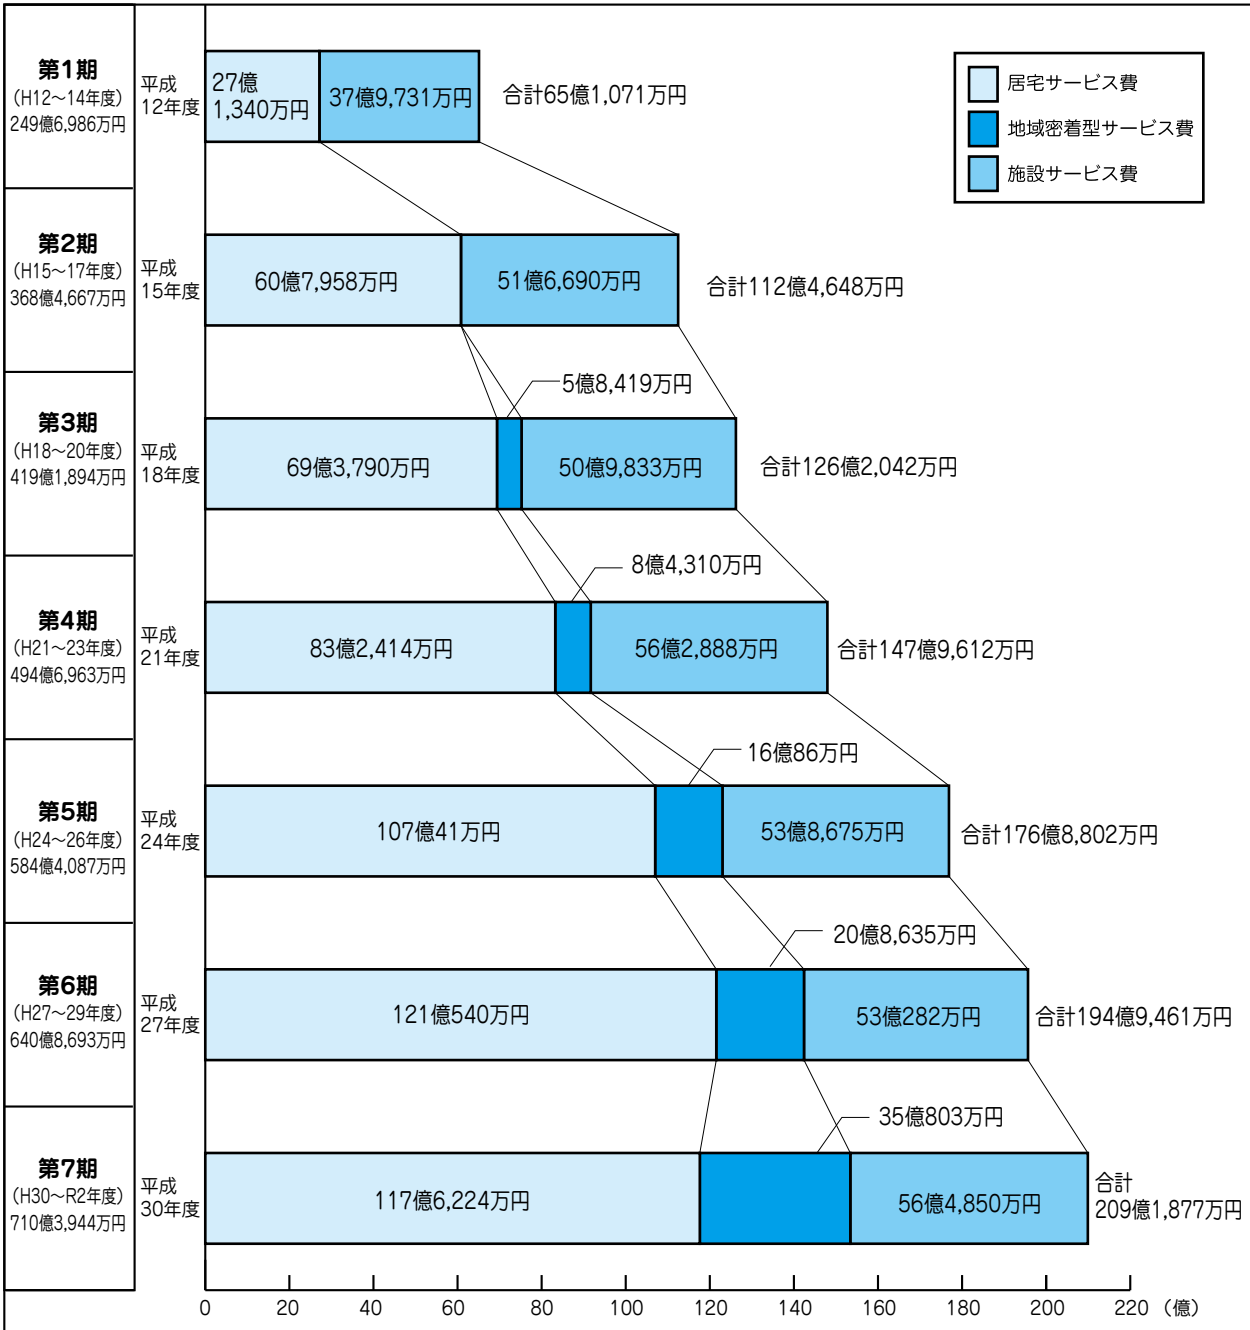 第1期
(H12～14年度)
249億6,986万円
平成
12年度
27億
1,340万円
37億9,731万円
合計65億1,071万円
居宅サービス費
地域密着型サービス費
施設サービス費
第2期
(H15～17年度)
368億4,667万円
平成
15年度
60億7,958万円
51億6,690万円
合計112億4,648万円
5億8,419万円
第3期
(H18～20年度)
419億1,894万円
平成
18年度
69億3,790万円
50億9,833万円
合計126億2,042万円
8億4,310万円
第4期
(H21～23年度)
494億6,963万円
平成
21年度
83億2,414万円
56億2,888万円
合計147億9,612万円
16億86万円
第5期
(H24～26年度)
584億4,087万円
平成
24年度
107億41万円
53億8,675万円
合計176億8,802万円
20億8,635万円
第6期
(H27～29年度)
640億8,693万円
平成
27年度
121億540万円
53億282万円
合計194億9,461万円
35億803万円
第7期
(H30～R2年度)
710億3,944万円
平成
30年度
117億6,224万円
56億4,850万円
合計
209億1,877万円
0 20 40 60 80 100 120 140 160 180 200 220 (億)